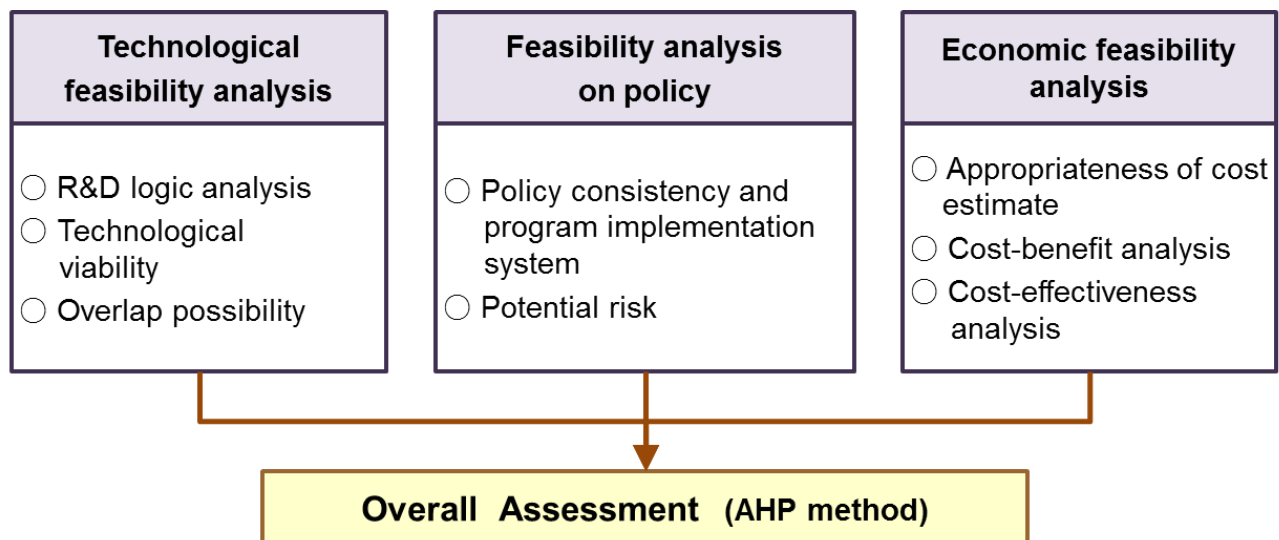 Technological
feasibility analysis
○ R&D logic analysis
○ Technological
viability
○ Overlap possibility
Feasibility analysis
on policy
○ Policy consistency and
program implementation
system
○ Potential risk
Economic feasibility
analysis
○ Appropriateness of cost
estimate
○ Cost-benefit analysis
○ Cost-effectiveness
analysis
Overall Assessment (AHP method)